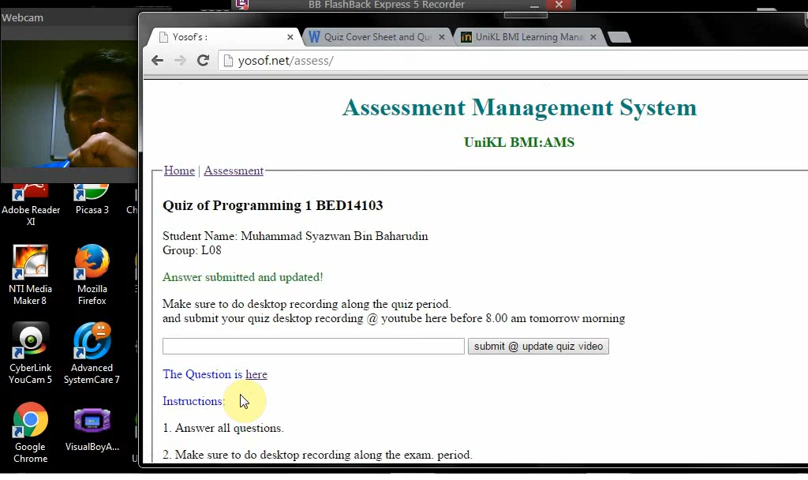 BB FlashBack Express 5 Recorder
Webcam
Yosof's :
Quiz Cover Sheet and Qui
UniKL BMI Learning Mana
yosof.net/assess/
Assessment Management System
UniKL BMI:AMS
Home | Assessment
Quiz of Programming 1 BED14103
Student Name: Muhammad Syazwan Bin Baharudin
Group: L08
Answer submitted and updated!
Make sure to do desktop recording along the quiz period.
and submit your quiz desktop recording @ youtube here before 8.00 am tomorrow morning
submit @ update quiz video
The Question is here
Instructions:
1. Answer all questions.
2. Make sure to do desktop recording along the exam. period.
Adobe Reader
XI
Picasa 3
NTI Media
Maker 8
Mozilla
Firefox
CyberLink
YouCam 5
Advanced
SystemCare 7
Google
Chrome
VisualBoyA...